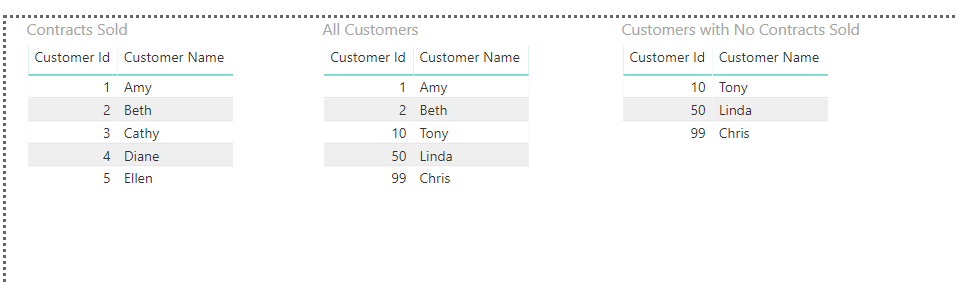 Contracts Sold
Customer Id Customer Name
1 Amy
2 Beth
3 Cathy
4 Diane
5 Ellen
All Customers
Customer Id Customer Name
1 Amy
2 Beth
10 Tony
50 Linda
99 Chris
Customers with No Contracts Sold
Customer Id Customer Name
10 Tony
50 Linda
99 Chris